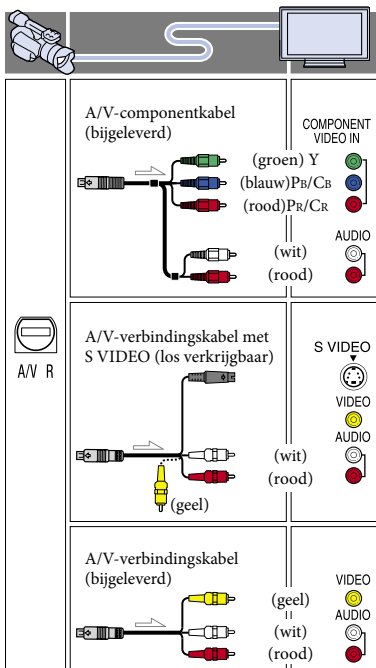 A/V R
A/V-componentkabel
(bijgeleverd)
COMPONENT
VIDEO IN
(groen) Y
(blauw)PB/CB
(rood)PR/CR
AUDIO
(wit)
(rood)
A/V-verbindingskabel met
S VIDEO (los verkrijgbaar)
S VIDEO
VIDEO
AUDIO
(wit)
(rood)
(geel)
A/V-verbindingskabel
(bijgeleverd)
VIDEO
(geel)
AUDIO
(wit)
(rood)